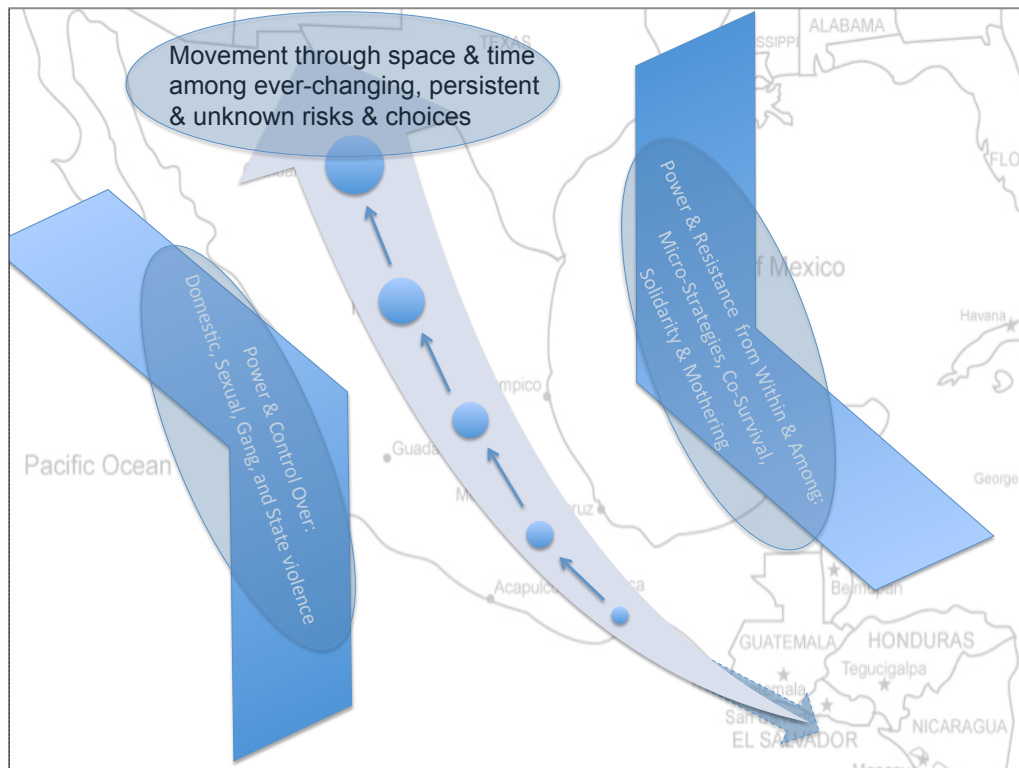 Movement through space & time
among ever-changing, persistent
& unknown risks & choices
TEXAS
ALABAMA
Power & Resistance from Within & Among:
Micro-Strategies, Co-Survival,
Solidarity & Mothering
of Mexico
Havana
Power & Control Over:
Domestic, Sexual, Gang, and State violence
Pacific Ocean
Acapulco
Belmopan
GUATEMALA
HONDURAS
Tegucigalpa
EL SALVADOR
NICARAGUA